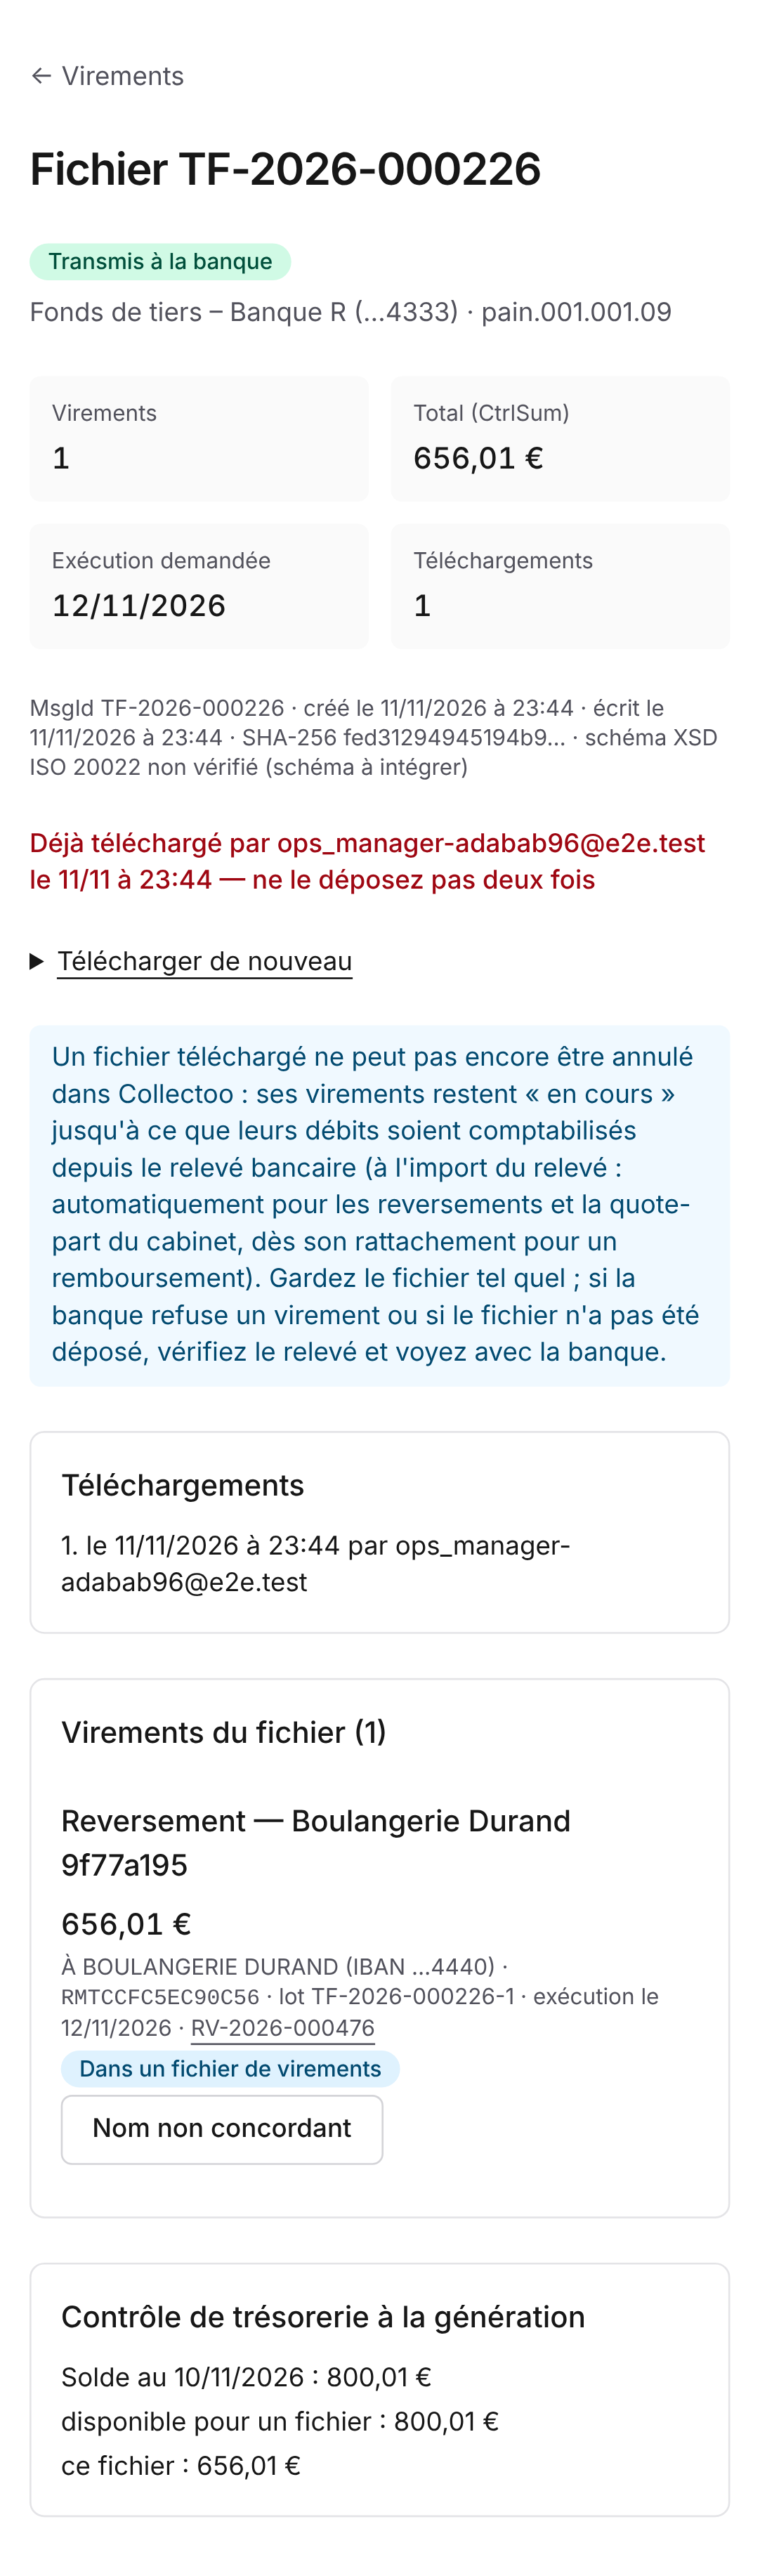 ← Virements
Fichier TF-2026-000226
Transmis à la banque
Fonds de tiers – Banque R (…4333) · pain.001.001.09
Virements
1
Total (CtrlSum)
656,01 €
Exécution demandée
12/11/2026
Téléchargements
1
MsgId TF-2026-000226 · créé le 11/11/2026 à 23:44 · écrit le
11/11/2026 à 23:44 · SHA-256 fed31294945194b9… · schéma XSD
ISO 20022 non vérifié (schéma à intégrer)
Déjà téléchargé par ops_manager-adabab96@e2e.test
le 11/11 à 23:44 — ne le déposez pas deux fois
▶ Télécharger de nouveau
Un fichier téléchargé ne peut pas encore être annulé
dans Collectoo : ses virements restent « en cours »
jusqu'à ce que leurs débits soient comptabilisés
depuis le relevé bancaire (à l'import du relevé :
automatiquement pour les reversements et la quote-
part du cabinet, dès son rattachement pour un
remboursement). Gardez le fichier tel quel ; si la
banque refuse un virement ou si le fichier n'a pas été
déposé, vérifiez le relevé et voyez avec la banque.
Téléchargements
1. le 11/11/2026 à 23:44 par ops_manager-
adabab96@e2e.test
Virements du fichier (1)
Reversement — Boulangerie Durand
9f77a195
656,01 €
À BOULANGERIE DURAND (IBAN …4440) ·
RMTCCFC5EC90C56 · lot TF-2026-000226-1 · exécution le
12/11/2026 · RV-2026-000476
Dans un fichier de virements
Nom non concordant
Contrôle de trésorerie à la génération
Solde au 10/11/2026 : 800,01 €
disponible pour un fichier : 800,01 €
ce fichier : 656,01 €